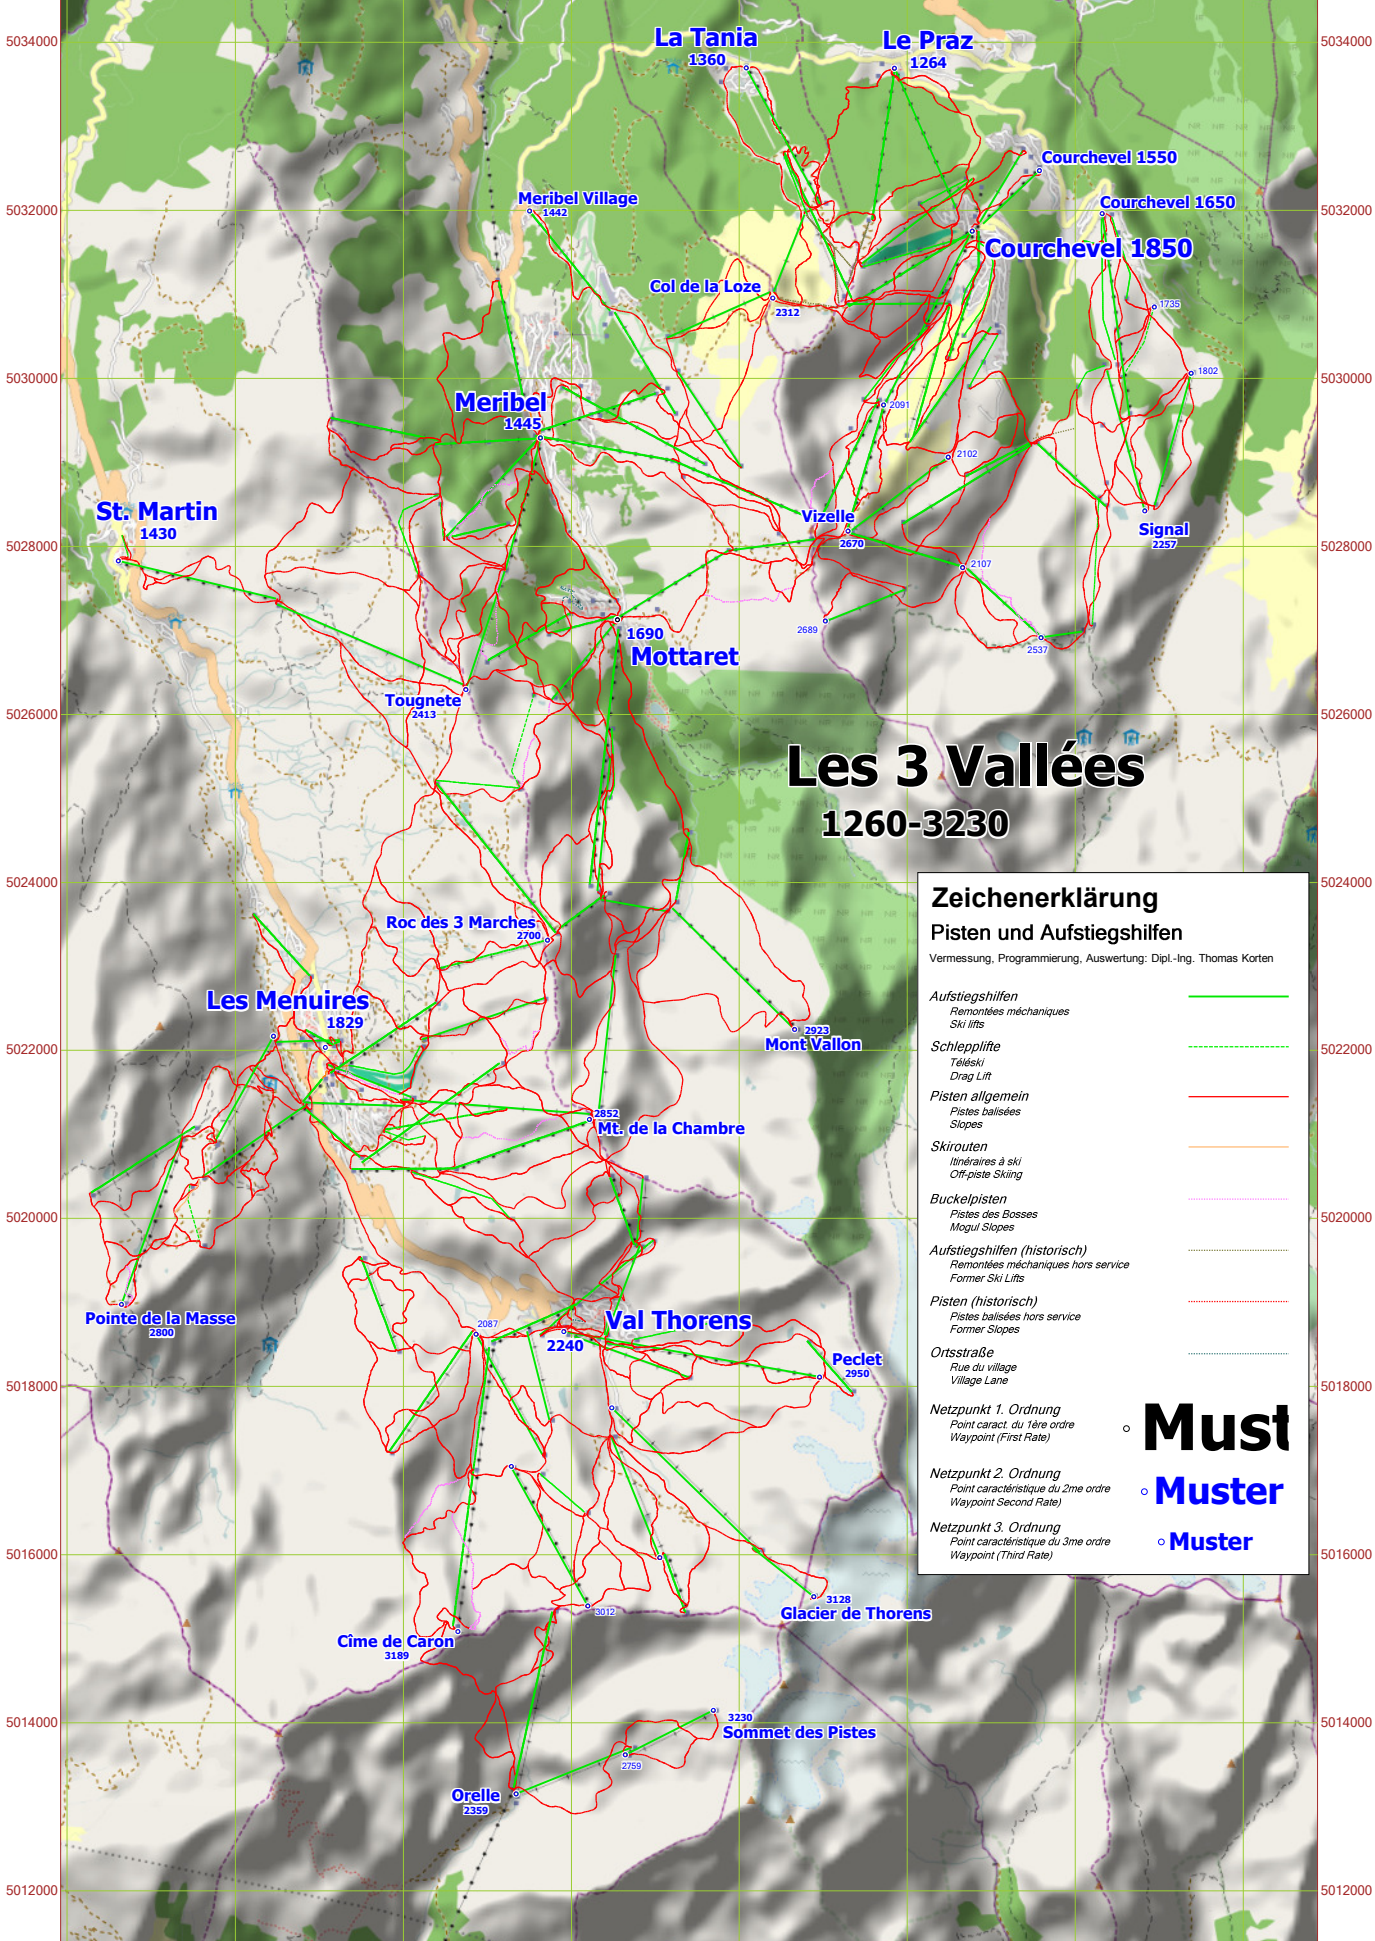 5034000
5034000
La Tania
1360
Le Praz
1264
Courchevel 1550
Meribel Village
1442
5032000
5032000
Courchevel 1650
Courchevel 1850
Col de la Loze
2312
1735
5030000
5030000
1802
Meribel
1445
2091
2102
St. Martin
1430
Vizelle
2670
Signal
2257
5028000
5028000
2107
1690
Mottaret
2689
2537
Tougnete
2413
5026000
5026000
Les 3 Vallées
1260-3230
5024000
5024000
Roc des 3 Marches
2700
Les Menuires
1829
2923
Mont Vallon
5022000
5022000
2852
Mt. de la Chambre
5020000
5020000
Pointe de la Masse
2800
2087
Val Thorens
2240
Peclet
2950
5018000
5018000
5016000
5016000
3128
Glacier de Thorens
3012
Cîme de Caron
3189
5014000
5014000
3230
Sommet des Pistes
2759
Orelle
2359
5012000
5012000
Zeichenerklärung
Pisten und Aufstiegshilfen
Vermessung, Programmierung, Auswertung: Dipl.-Ing. Thomas Korten
Aufstiegshilfen
Remontées méchaniques
Ski lifts
Schlepplifte
Téléski
Drag Lift
Pisten allgemein
Pistes balisées
Slopes
Skirouten
Itinéraires à ski
Off-piste Skiing
Buckelpisten
Pistes des Bosses
Mogul Slopes
Aufstiegshilfen (historisch)
Remontées méchaniques hors service
Former Ski Lifts
Pisten (historisch)
Pistes balisées hors service
Former Slopes
Ortsstraße
Rue du village
Village Lane
Netzpunkt 1. Ordnung
Point caract. du 1ère ordre
Waypoint (First Rate)
Must
Netzpunkt 2. Ordnung
Point caractéristique du 2me ordre
Waypoint Second Rate)
Muster
Netzpunkt 3. Ordnung
Point caractéristique du 3me ordre
Waypoint (Third Rate)
Muster